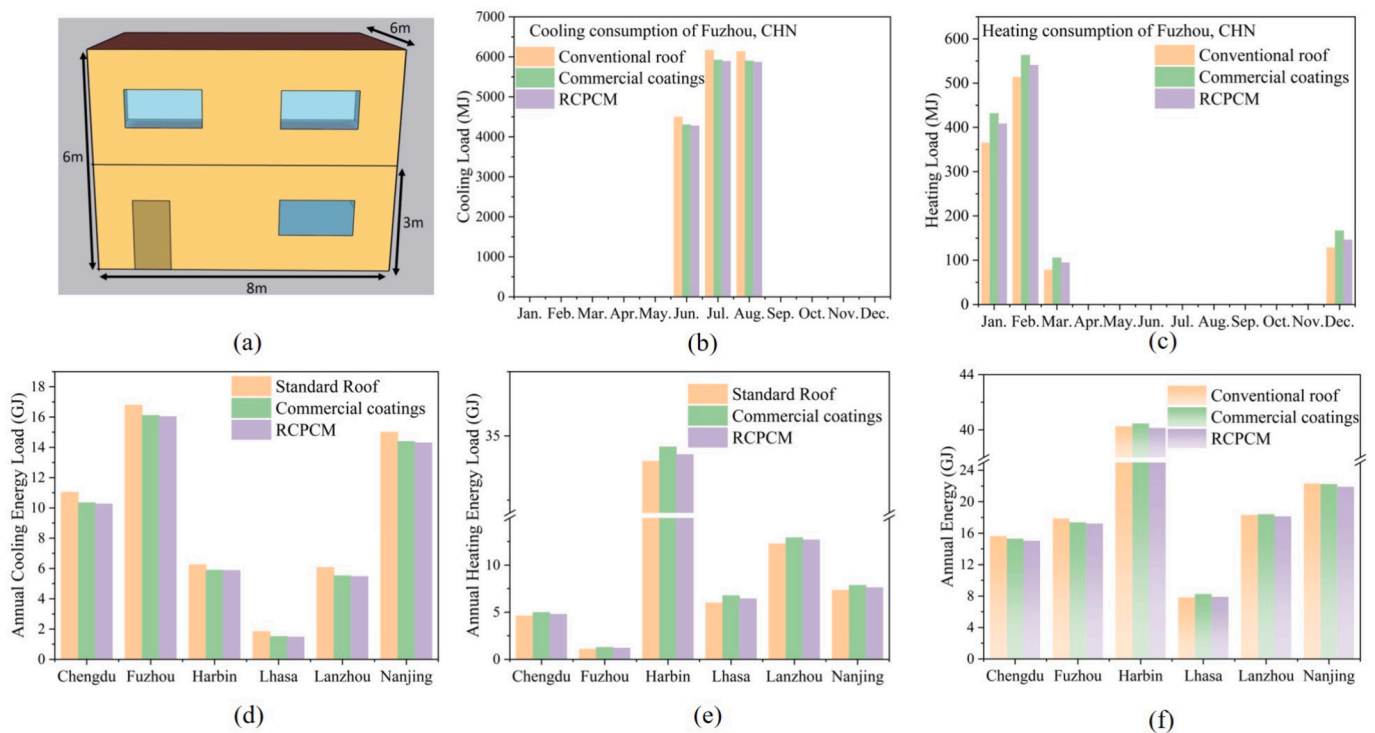 6m
6m
3m
8m
(a)
Cooling consumption of Fuzhou, CHN
Conventional roof
Commercial coatings
RCPCM
Cooling Load (MJ)
7000
6000
5000
4000
3000
2000
1000
0
Jan. Feb. Mar. Apr. May. Jun. Jul. Aug. Sep. Oct. Nov. Dec.
(b)
Heating consumption of Fuzhou, CHN
Conventional roof
Commercial coatings
RCPCM
Heating Load (MJ)
650
600
550
500
450
400
350
300
250
200
150
100
50
0
Jan. Feb. Mar. Apr. May. Jun. Jul. Aug. Sep. Oct. Nov. Dec.
(c)
Standard Roof
Commercial coatings
RCPCM
Annual Cooling Energy Load (GJ)
18
16
14
12
10
8
6
4
2
0
Chengdu Fuzhou Harbin Lhasa Lanzhou Nanjing
(d)
Standard Roof
Commercial coatings
RCPCM
Annual Heating Energy Load (GJ)
35
10
5
0
Chengdu Fuzhou Harbin Lhasa Lanzhou Nanjing
(e)
Conventional roof
Commercial coatings
RCPCM
Annual Energy (GJ)
44
40
24
20
16
12
8
4
0
Chengdu Fuzhou Harbin Lhasa Lanzhou Nanjing
(f)